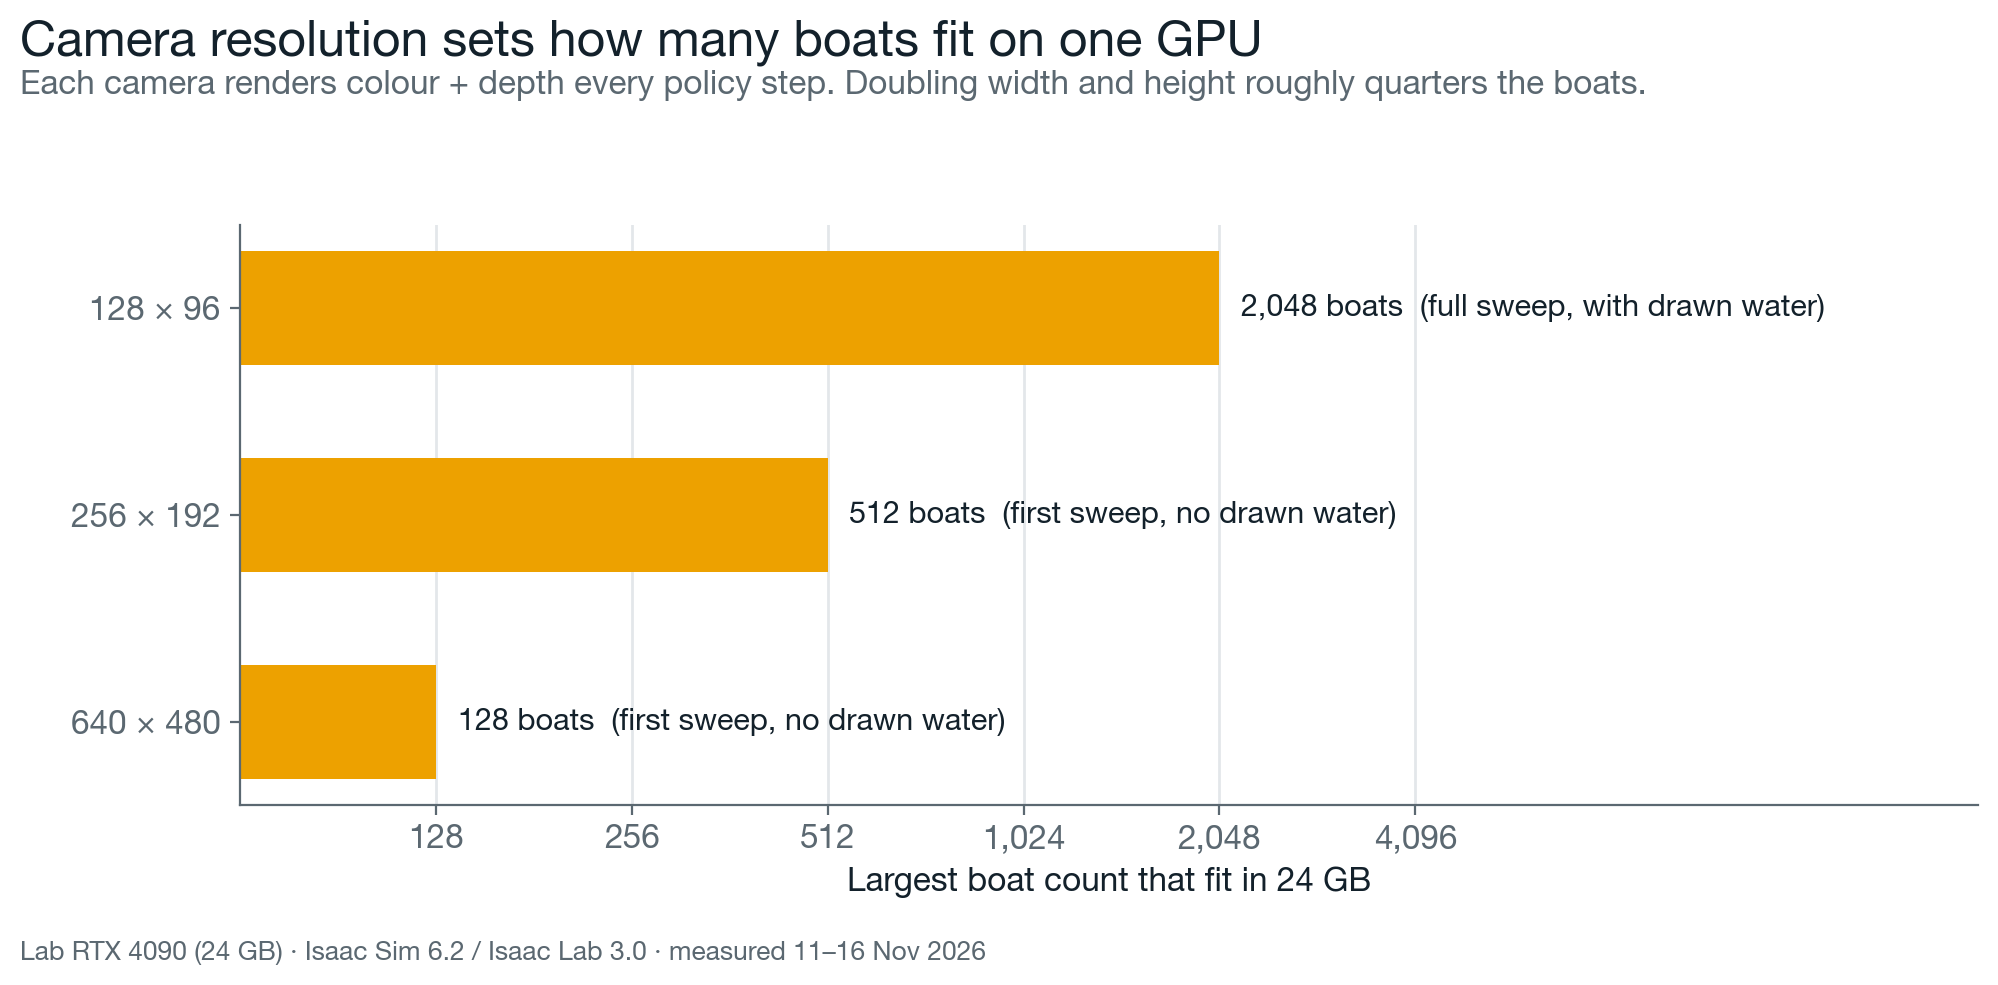 Camera resolution sets how many boats fit on one GPU
Each camera renders colour + depth every policy step. Doubling width and height roughly quarters the boats.
128 × 96
2,048 boats (full sweep, with drawn water)
256 × 192
512 boats (first sweep, no drawn water)
640 × 480
128 boats (first sweep, no drawn water)
128 256 512 1,024 2,048 4,096
Largest boat count that fit in 24 GB
Lab RTX 4090 (24 GB) · Isaac Sim 6.2 / Isaac Lab 3.0 · measured 11–16 Nov 2026